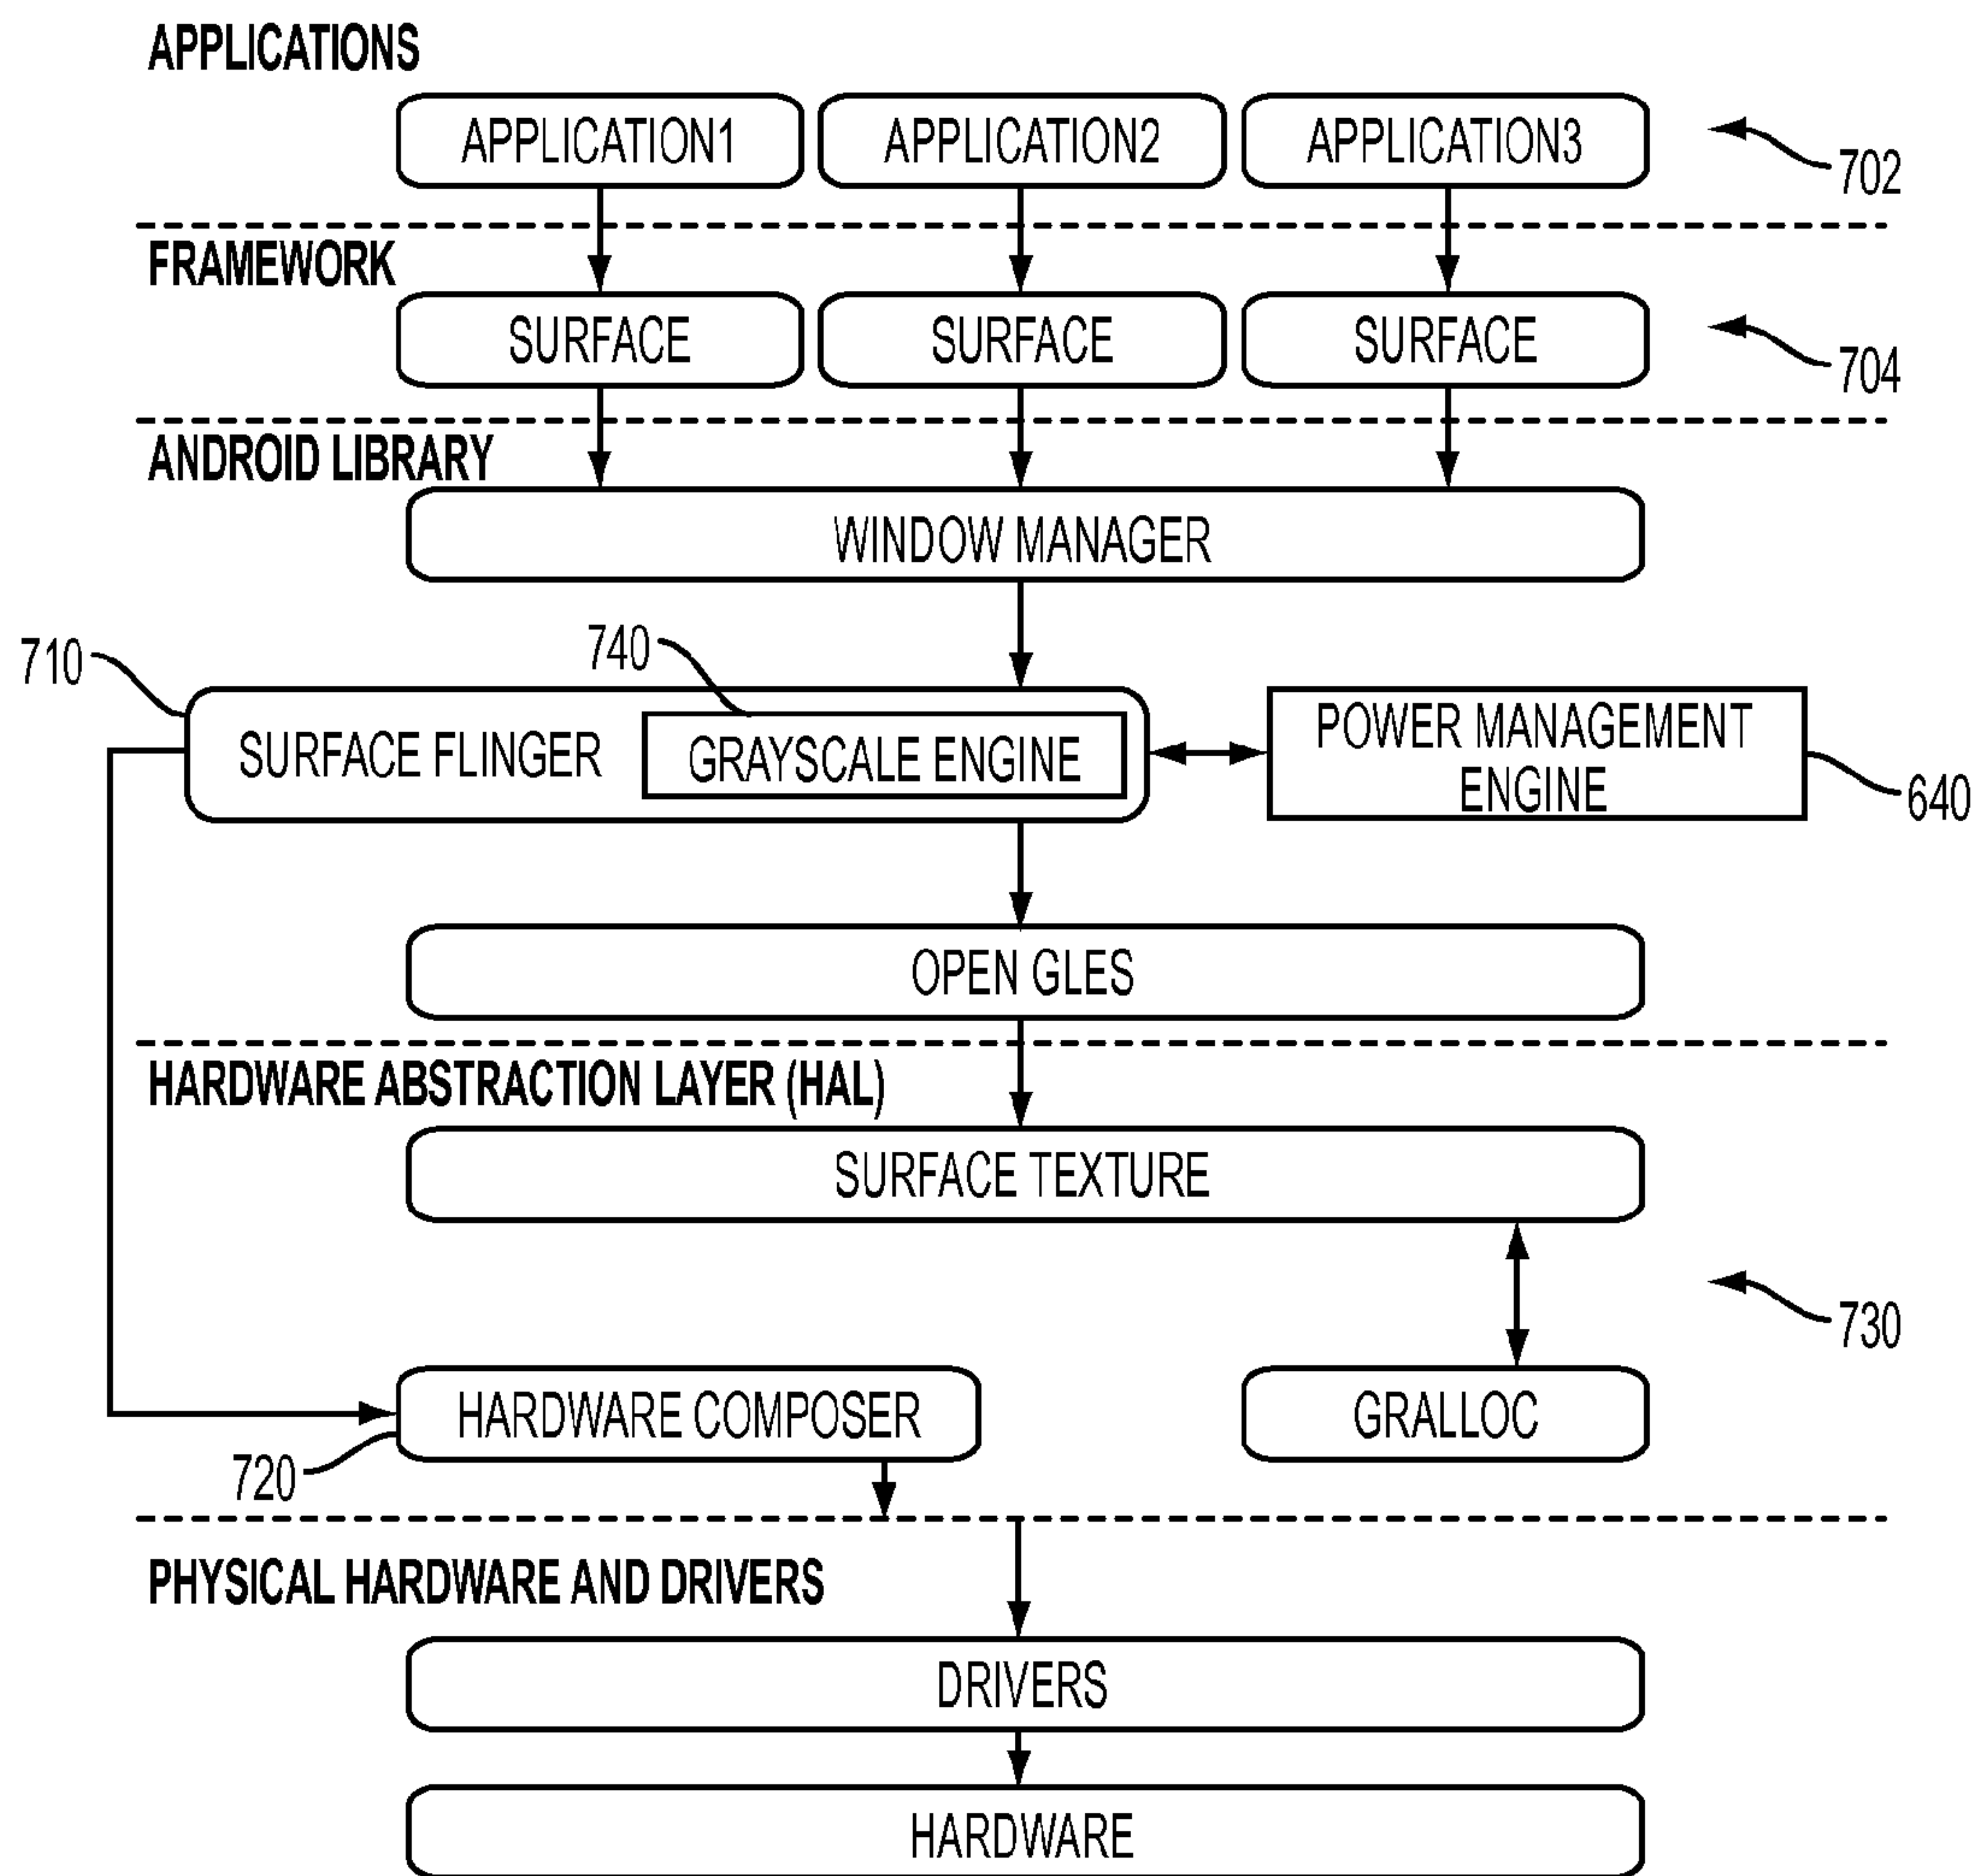 APPLICATIONS
APPLICATION1
APPLICATION2
APPLICATION3
702
FRAMEWORK
SURFACE
SURFACE
SURFACE
704
ANDROID LIBRARY
WINDOW MANAGER
710
740
SURFACE FLINGER
GRAYSCALE ENGINE
POWER MANAGEMENT
ENGINE
640
OPEN GLES
HARDWARE ABSTRACTION LAYER (HAL)
SURFACE TEXTURE
730
HARDWARE COMPOSER
GRALLOC
720
PHYSICAL HARDWARE AND DRIVERS
DRIVERS
HARDWARE